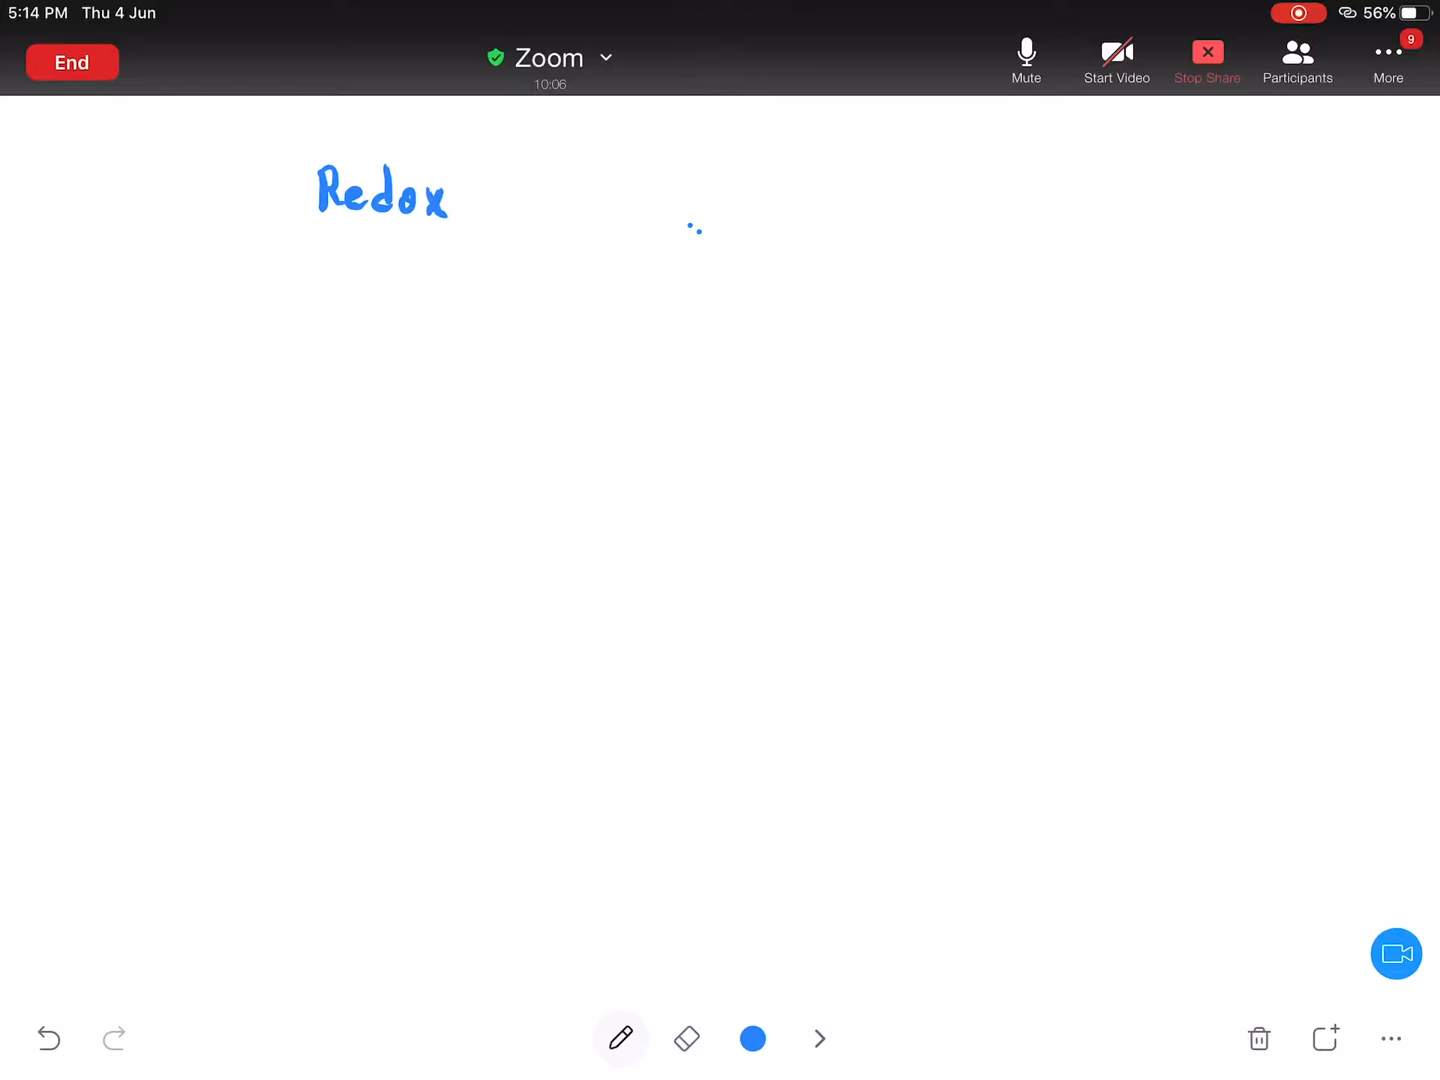 5:14 PM Thu 4 Jun
56%
End
Zoom
10:06
Mute
Start Video
Stop Share
Participants
9
More
Redox